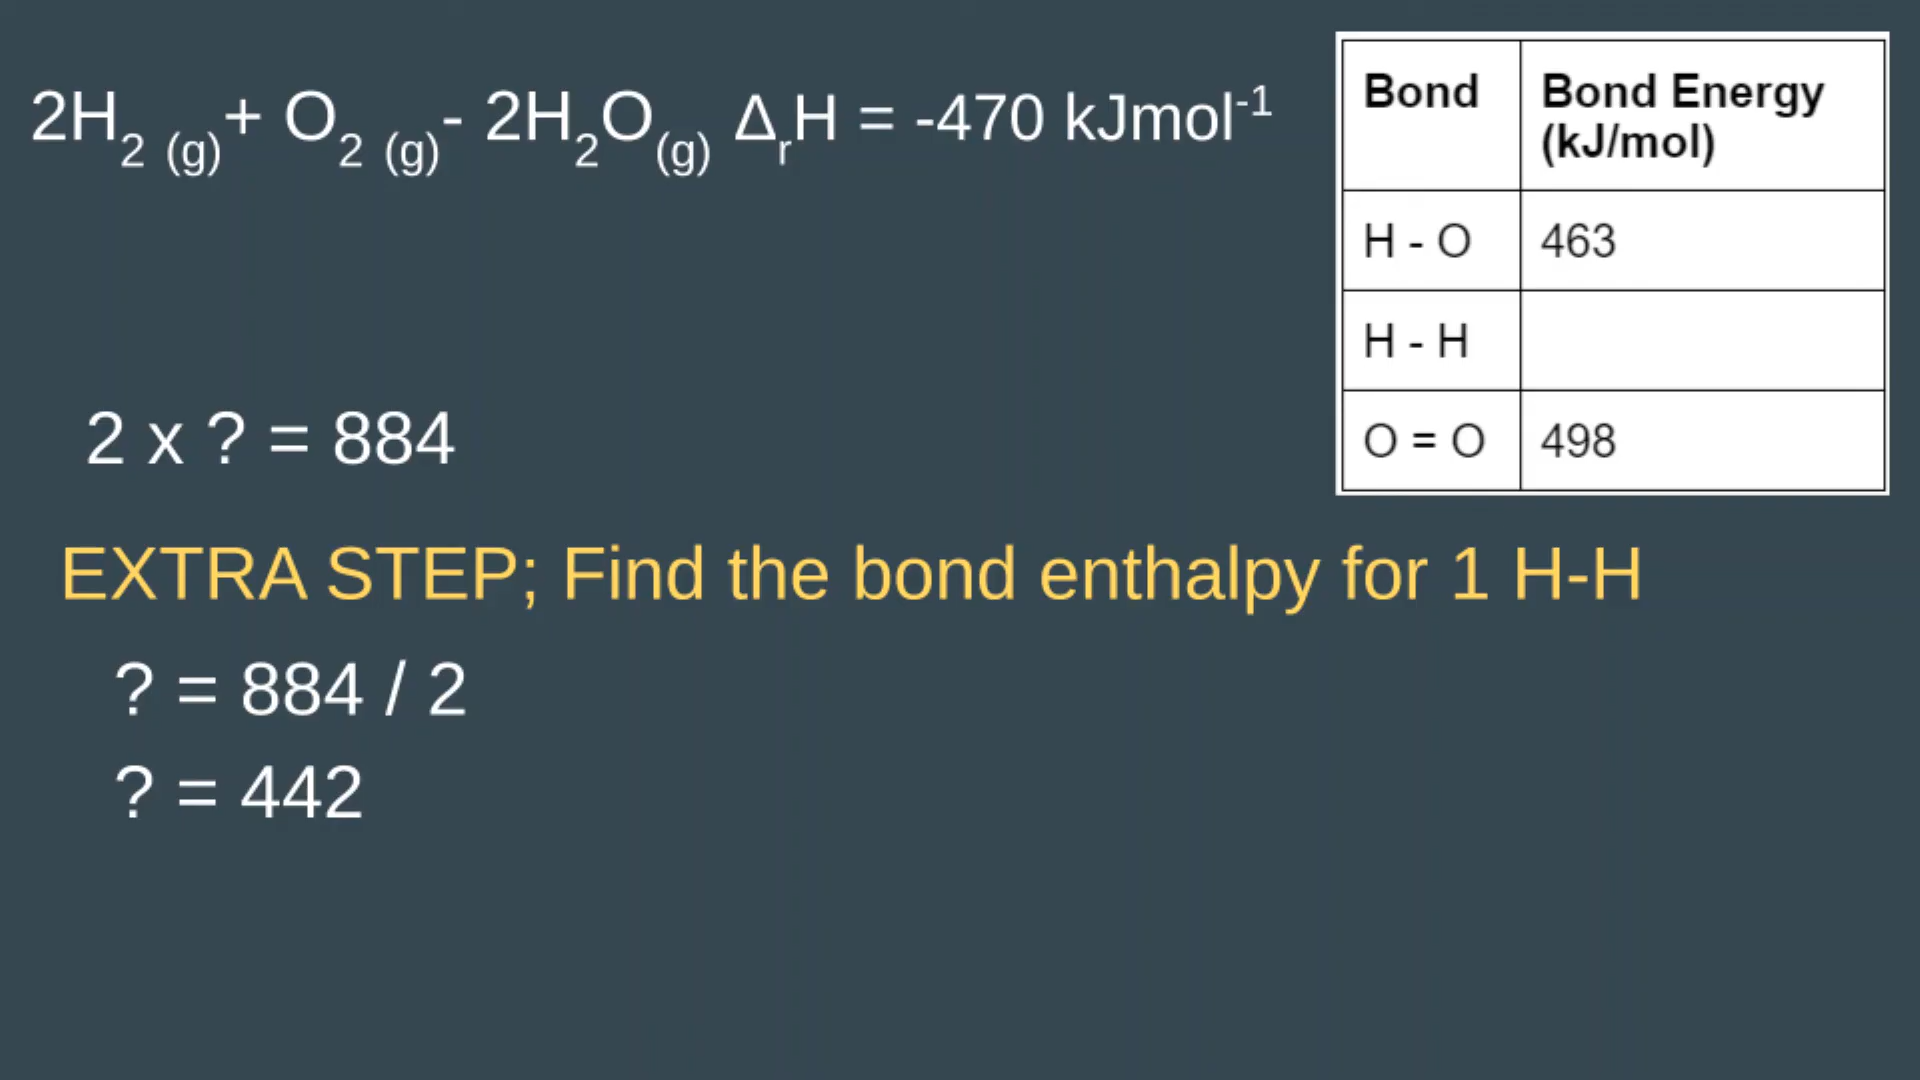 2H₂ (g) + O₂ (g) - 2H₂O(g) ΔᵣH = -470 kJmol⁻¹
Bond Bond Energy (kJ/mol)
H - O 463
H - H
O = O 498
2 x ? = 884
EXTRA STEP; Find the bond enthalpy for 1 H-H
? = 884 / 2
? = 442